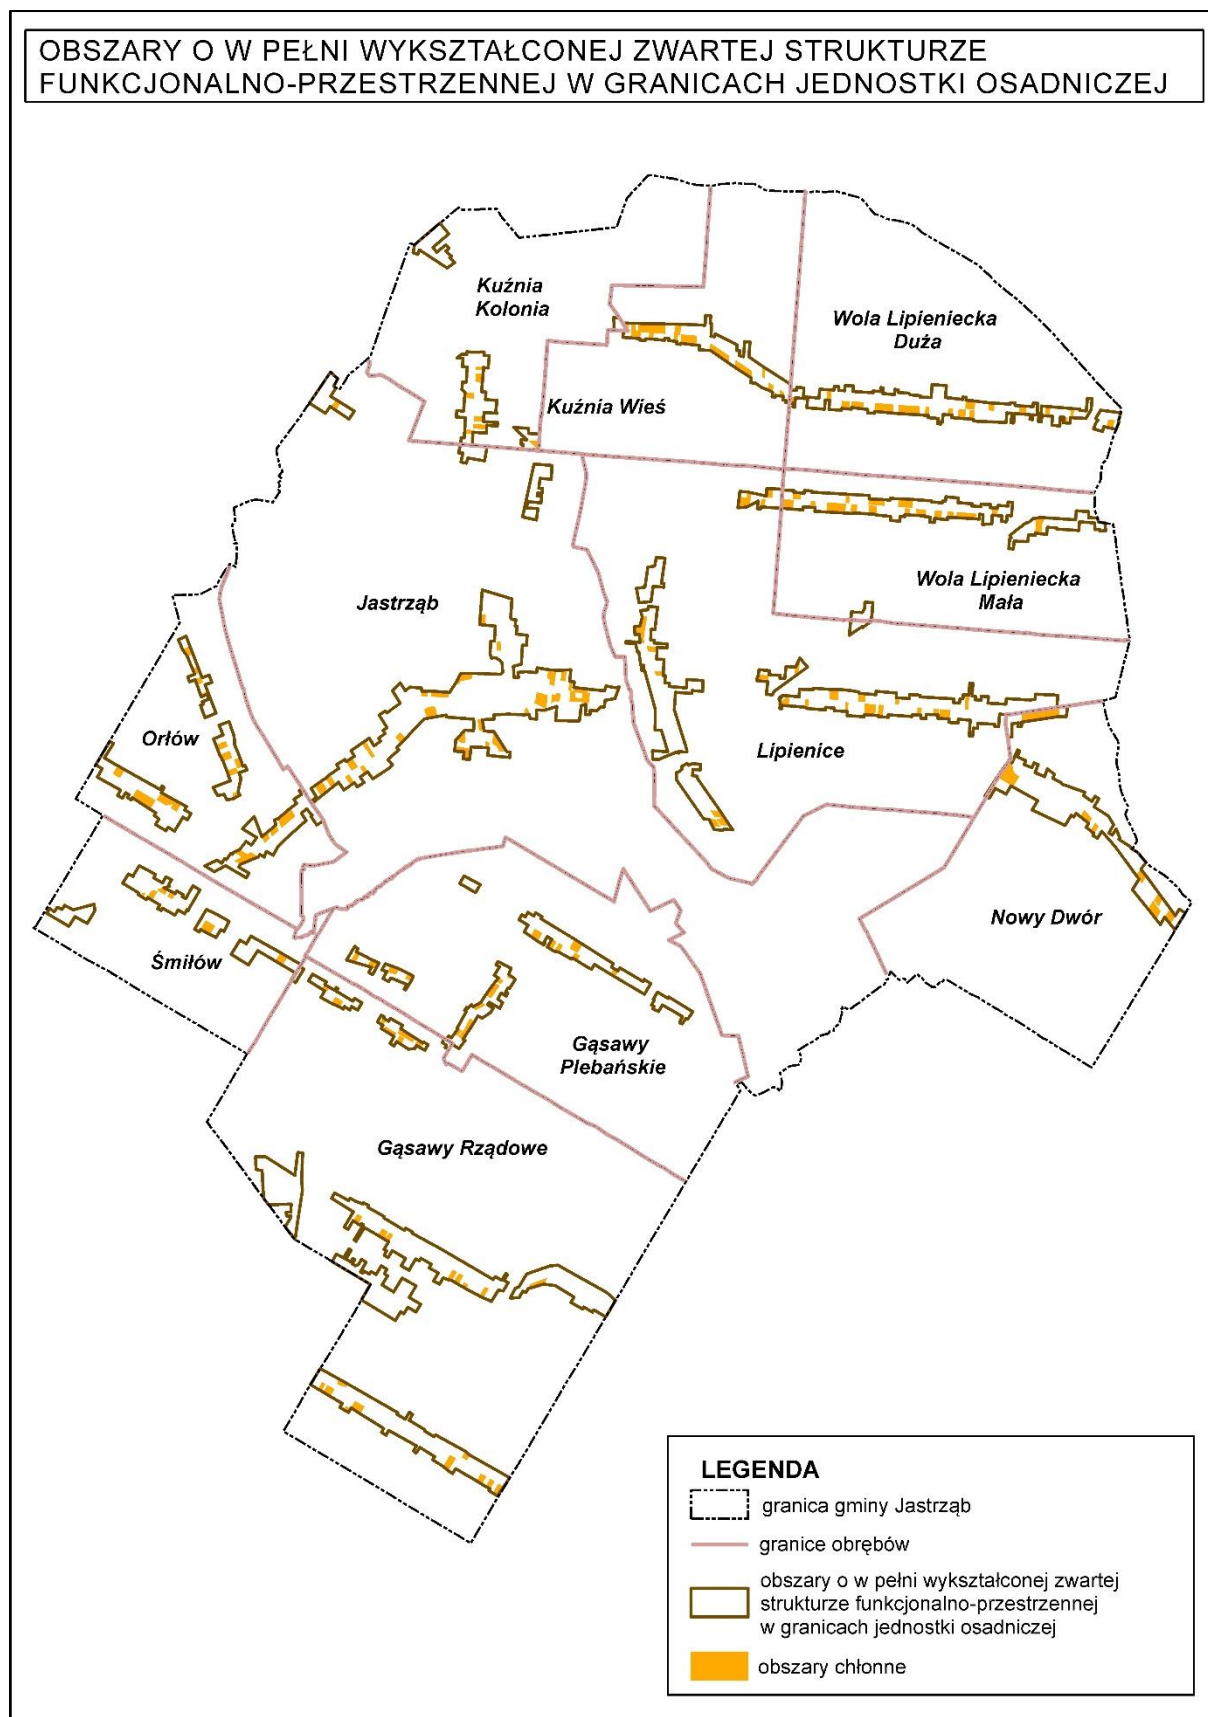 OBSZARY O W PEŁNI WYKSZTAŁCONEJ ZWARTEJ STRUKTURZE
FUNKCJONALNO-PRZESTRZENNEJ W GRANICACH JEDNOSTKI OSADNICZEJ
Kuźnia
Kolonia
Wola Lipieniecka
Duża
Kuźnia Wieś
Wola Lipieniecka
Mała
Jastrząb
Orłów
Lipienice
Nowy Dwór
Śmiłów
Gąsawy
Plebańskie
Gąsawy Rządowe
LEGENDA
granica gminy Jastrząb
granice obrębów
obszary o w pełni wykształconej zwartej
strukturze funkcjonalno-przestrzennej
w granicach jednostki osadniczej
obszary chłonne